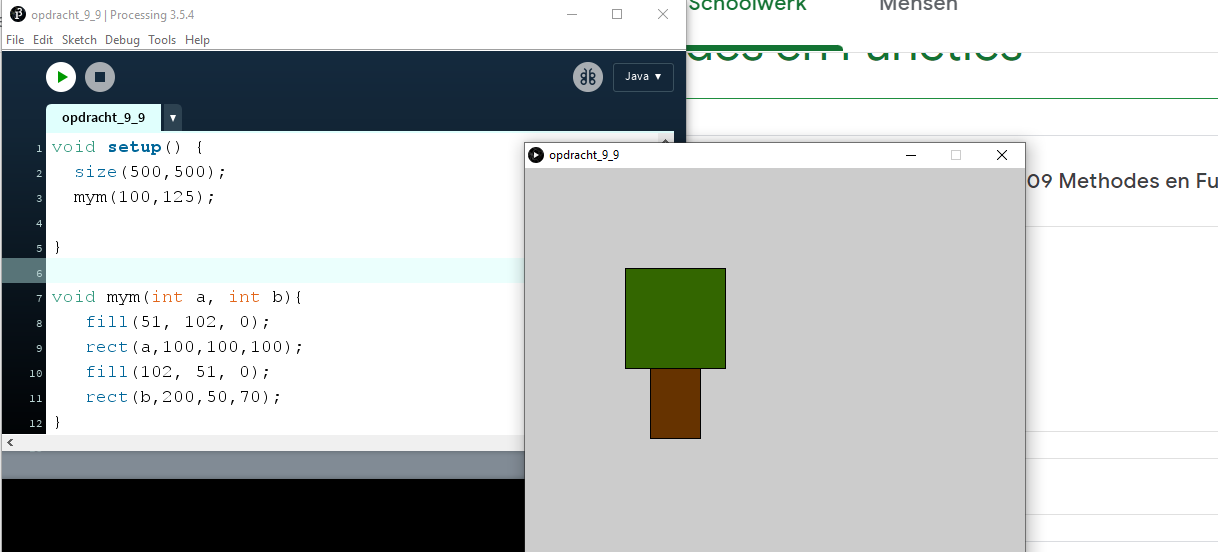 opdracht_9_9 | Processing 3.5.4
File Edit Sketch Debug Tools Help
Java ▼
opdracht_9_9 ▼
1 void setup() {
2 size(500,500);
3 mym(100,125);
4
5 }
6
7 void mym(int a, int b){
8 fill(51, 102, 0);
9 rect(a,100,100,100);
10 fill(102, 51, 0);
11 rect(b,200,50,70);
12 }
Schoolwerk Mensen
en Functies
opdracht_9_9
09 Methodes en Fu